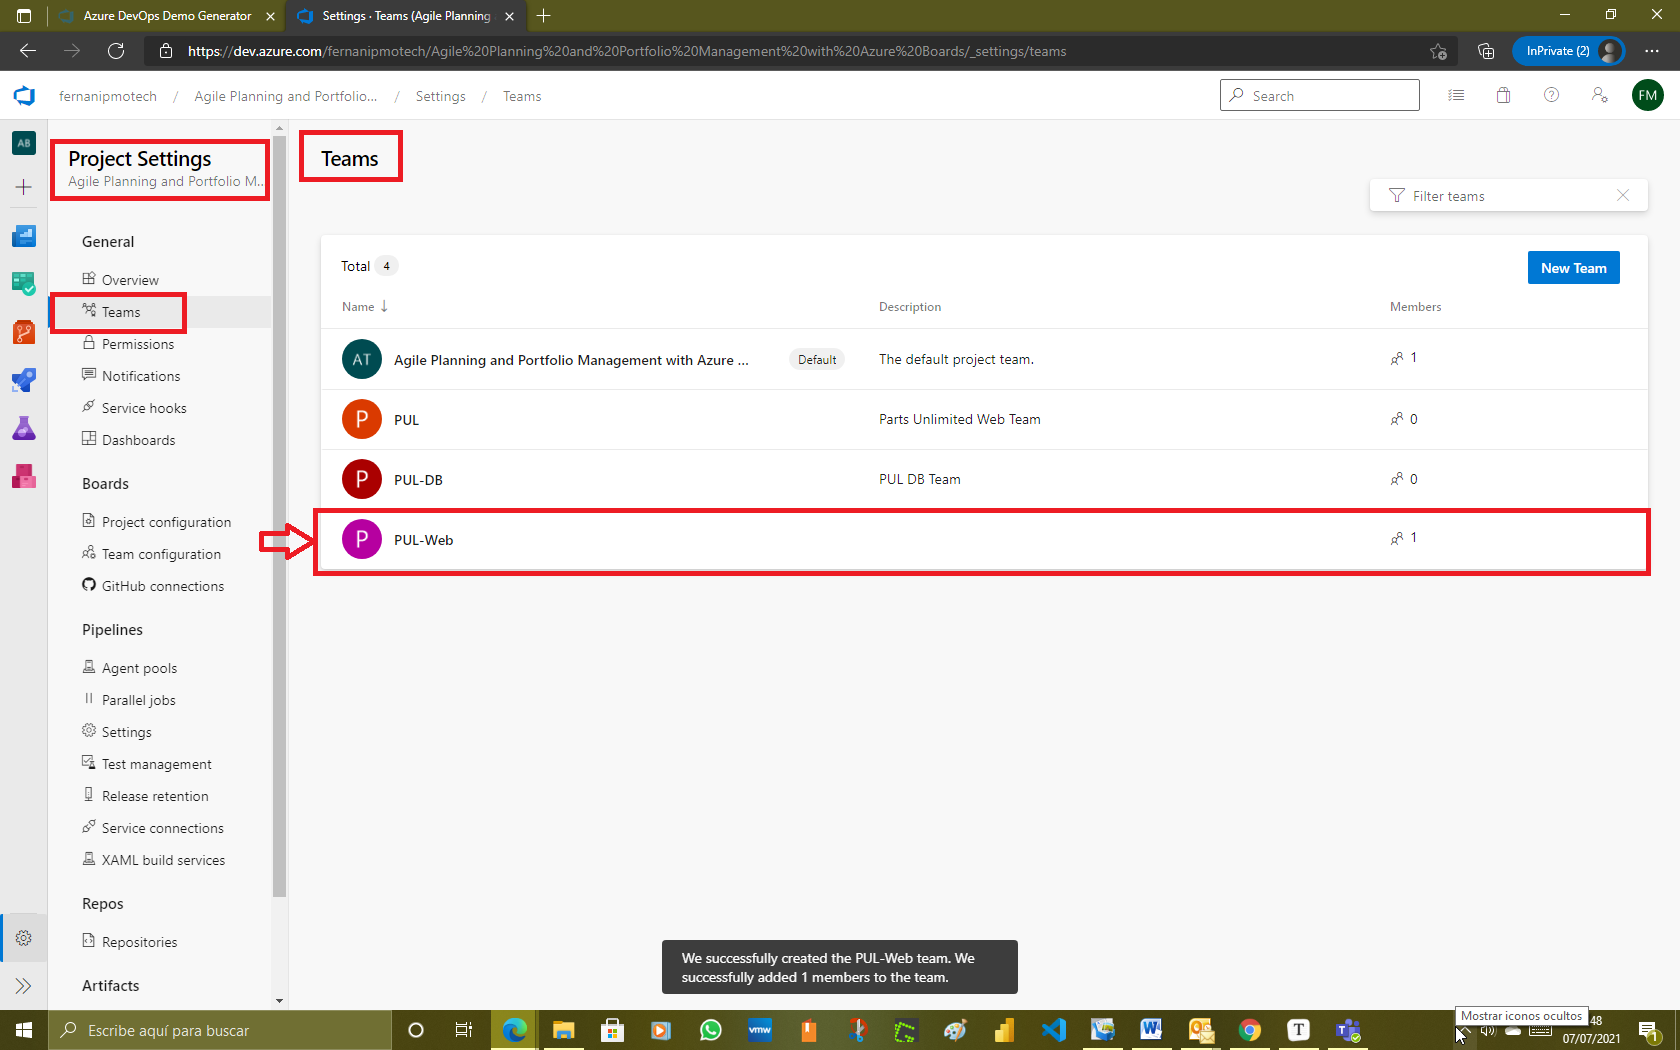 Azure DevOps Demo Generator
Settings · Teams (Agile Planning
https://dev.azure.com/fernanipmotech/Agile%20Planning%20and%20Portfolio%20Management%20with%20Azure%20Boards/_settings/teams
InPrivate (2)
fernanipmotech / Agile Planning and Portfolio... / Settings / Teams
Search
FM
AB
Project Settings
Agile Planning and Portfolio M...
General
Overview
Teams
Permissions
Notifications
Service hooks
Dashboards
Boards
Project configuration
Team configuration
GitHub connections
Pipelines
Agent pools
Parallel jobs
Settings
Test management
Release retention
Service connections
XAML build services
Repos
Repositories
Artifacts
Teams
Filter teams
Total 4
New Team
Name Description Members
AT Agile Planning and Portfolio Management with Azure ... Default The default project team. 1
P PUL Parts Unlimited Web Team 0
P PUL-DB PUL DB Team 0
P PUL-Web 1
We successfully created the PUL-Web team. We
successfully added 1 members to the team.
Mostrar iconos ocultos
Escribe aquí para buscar
vmw
T
48
07/07/2021
1